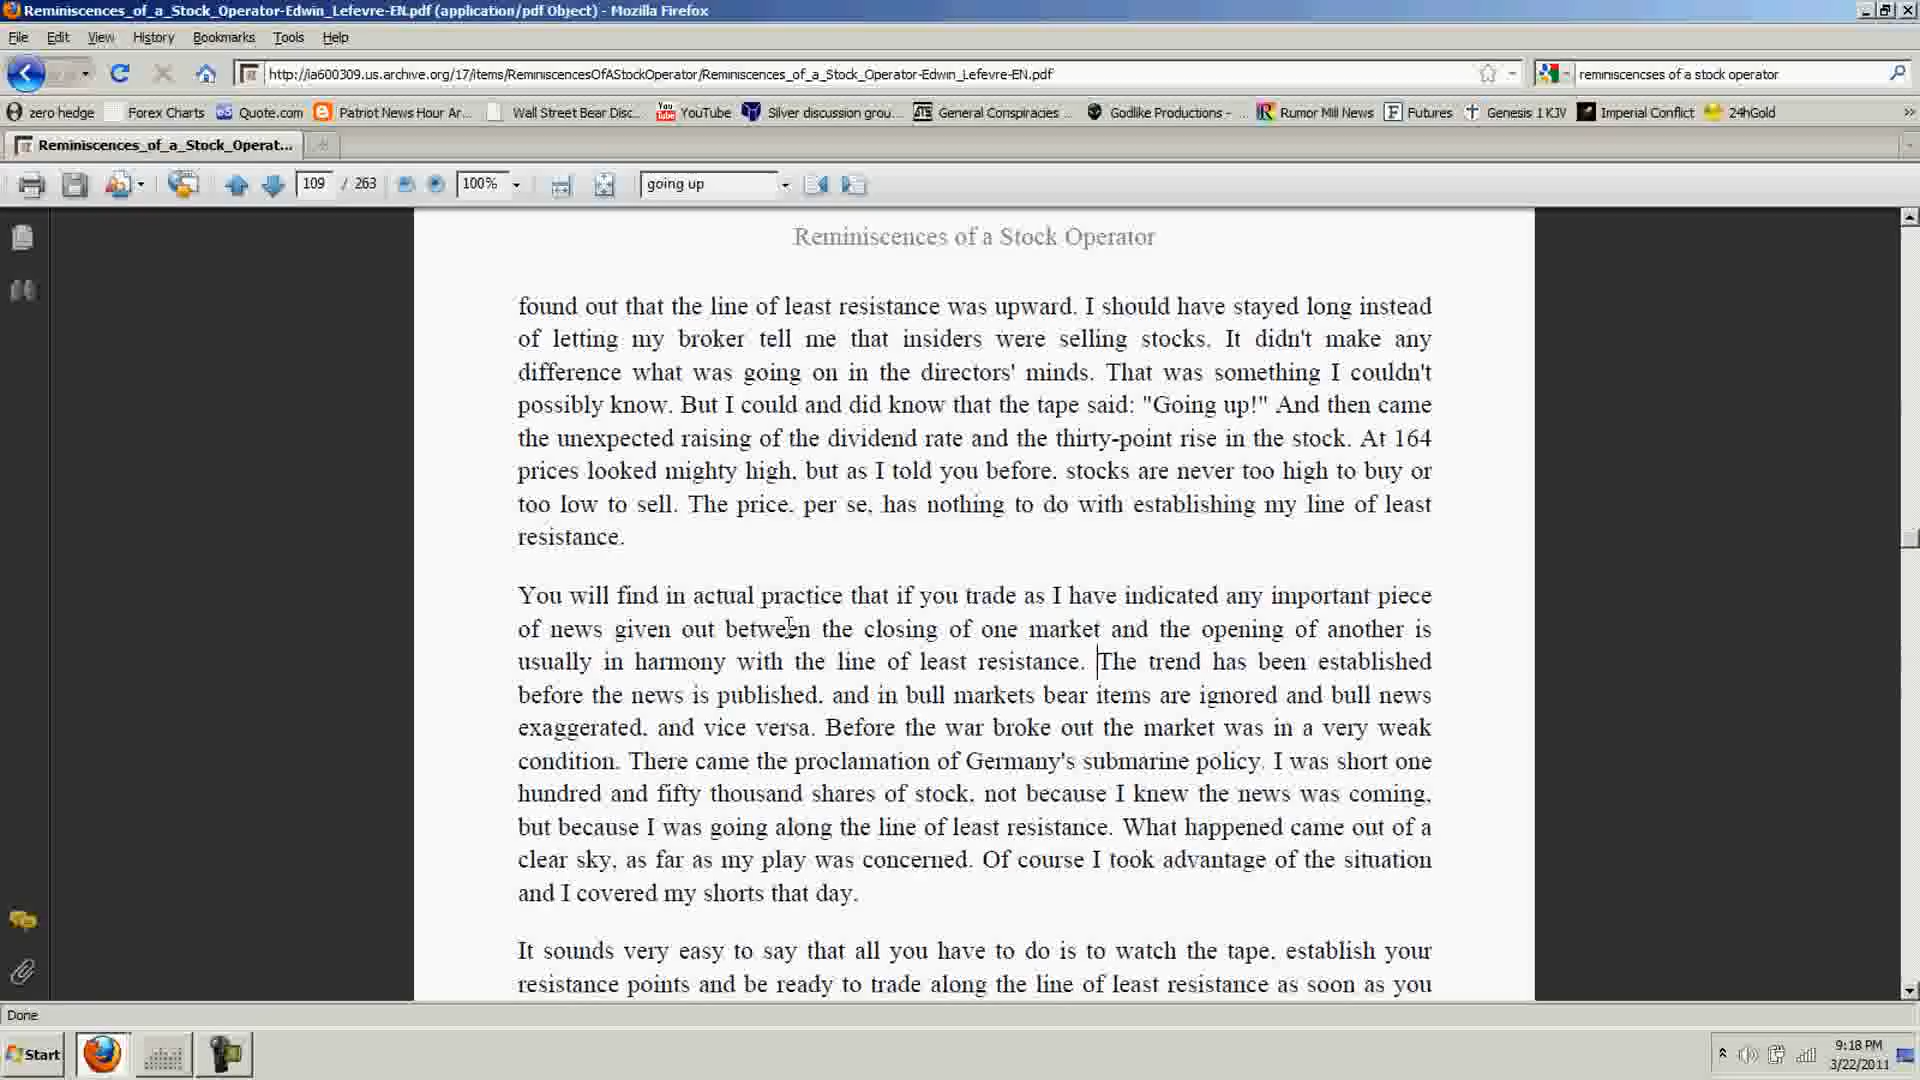 Reminiscences_of_a_Stock_Operator-Edwin_Lefevre-EN.pdf (application/pdf Object) - Mozilla Firefox
File Edit View History Bookmarks Tools Help
http://ia600309.us.archive.org/17/items/ReminiscencesOfAStockOperator/Reminiscences_of_a_Stock_Operator-Edwin_Lefevre-EN.pdf
reminiscencses of a stock operator
zero hedge Forex Charts Quote.com Patriot News Hour Ar... Wall Street Bear Disc... YouTube Silver discussion grou... General Conspiracies ... Godlike Productions - ... Rumor Mill News Futures Genesis 1 KJV Imperial Conflict 24hGold
Reminiscences_of_a_Stock_Operat...
109 / 263 100% going up
Reminiscences of a Stock Operator
found out that the line of least resistance was upward. I should have stayed long instead
of letting my broker tell me that insiders were selling stocks. It didn't make any
difference what was going on in the directors' minds. That was something I couldn't
possibly know. But I could and did know that the tape said: "Going up!" And then came
the unexpected raising of the dividend rate and the thirty-point rise in the stock. At 164
prices looked mighty high, but as I told you before, stocks are never too high to buy or
too low to sell. The price, per se, has nothing to do with establishing my line of least
resistance.
You will find in actual practice that if you trade as I have indicated any important piece
of news given out between the closing of one market and the opening of another is
usually in harmony with the line of least resistance. The trend has been established
before the news is published, and in bull markets bear items are ignored and bull news
exaggerated, and vice versa. Before the war broke out the market was in a very weak
condition. There came the proclamation of Germany's submarine policy. I was short one
hundred and fifty thousand shares of stock, not because I knew the news was coming,
but because I was going along the line of least resistance. What happened came out of a
clear sky, as far as my play was concerned. Of course I took advantage of the situation
and I covered my shorts that day.
It sounds very easy to say that all you have to do is to watch the tape, establish your
resistance points and be ready to trade along the line of least resistance as soon as you
Done
Start
9:18 PM
3/22/2011